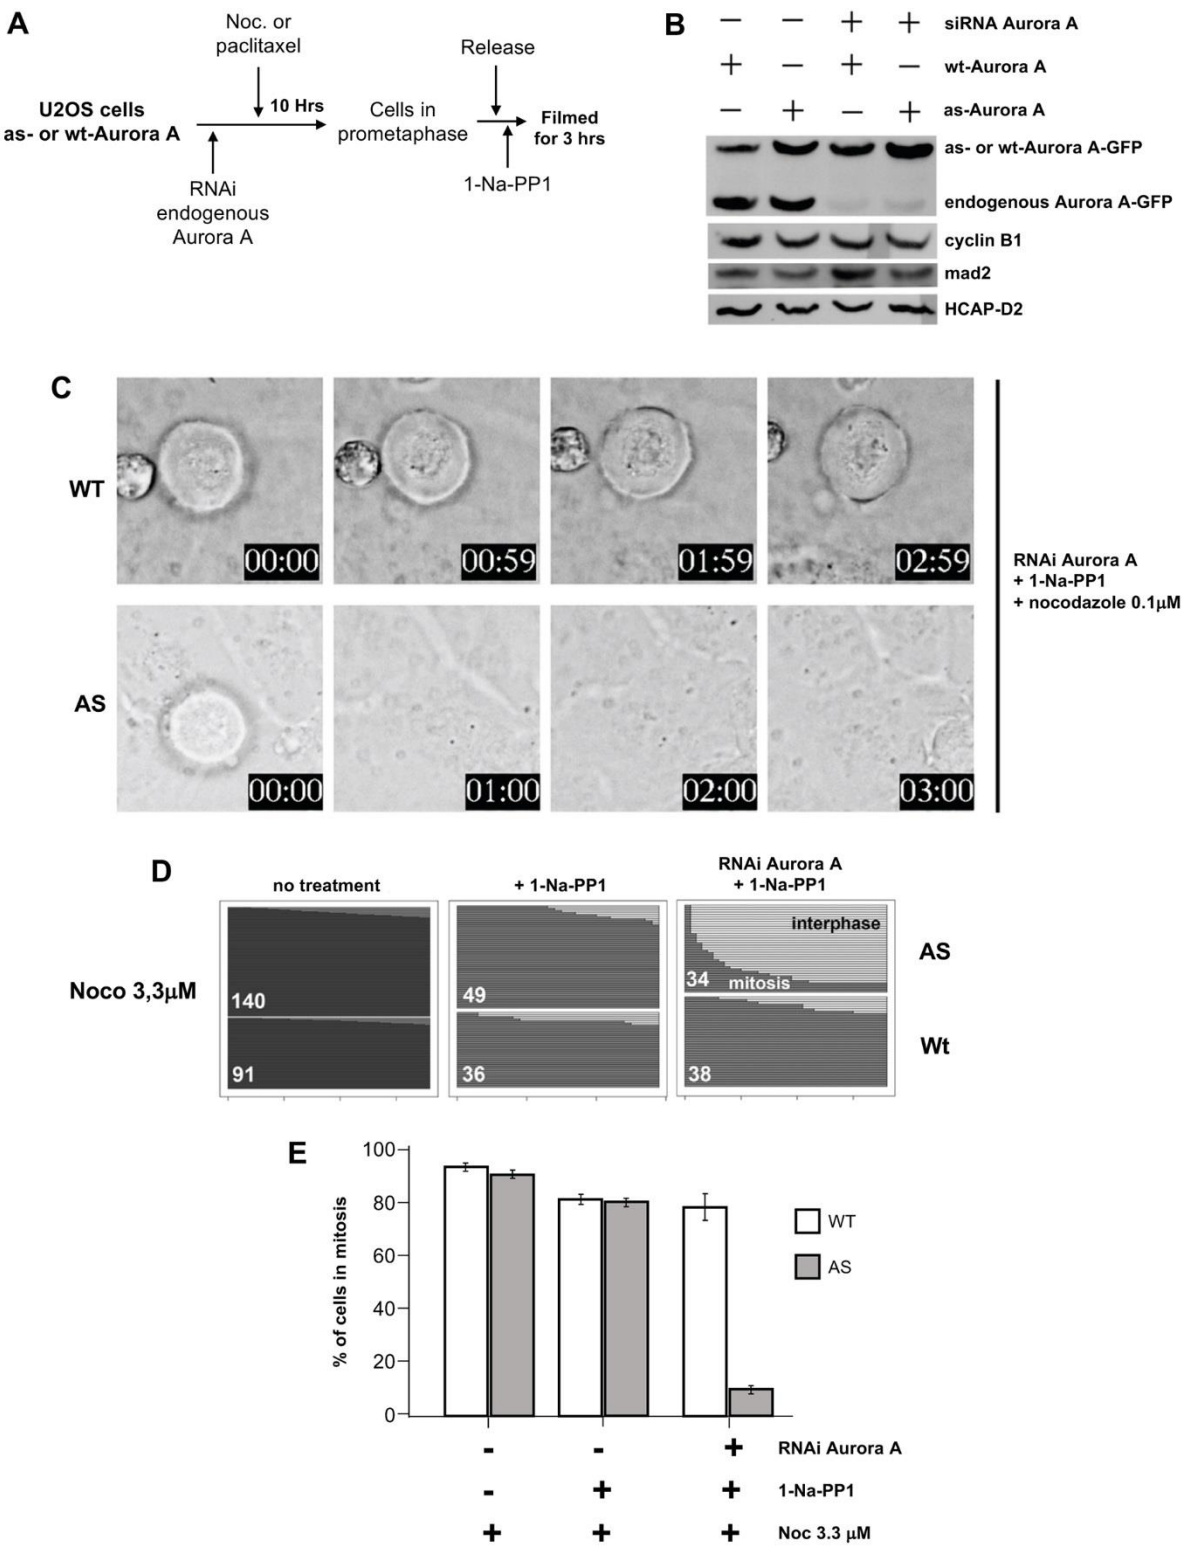 A
Noc. or
paclitaxel
Release
10 Hrs
U2OS cells
as- or wt-Aurora A
Cells in
prometaphase
Filmed
for 3 hrs
RNAi
endogenous
Aurora A
1-Na-PP1
B
− − + + siRNA Aurora A
+ − + − wt-Aurora A
− + − + as-Aurora A
as- or wt-Aurora A-GFP
endogenous Aurora A-GFP
cyclin B1
mad2
HCAP-D2
C
WT
00:00 00:59 01:59 02:59
AS
00:00 01:00 02:00 03:00
RNAi Aurora A
+ 1-Na-PP1
+ nocodazole 0.1μM
D
no treatment
+ 1-Na-PP1
RNAi Aurora A
+ 1-Na-PP1
Noco 3,3μM
interphase
mitosis
140 49 34 AS
91 36 38 Wt
E
% of cells in mitosis
100
80
60
40
20
0
WT
AS
- - + RNAi Aurora A
- + + 1-Na-PP1
+ + + Noc 3.3 μM